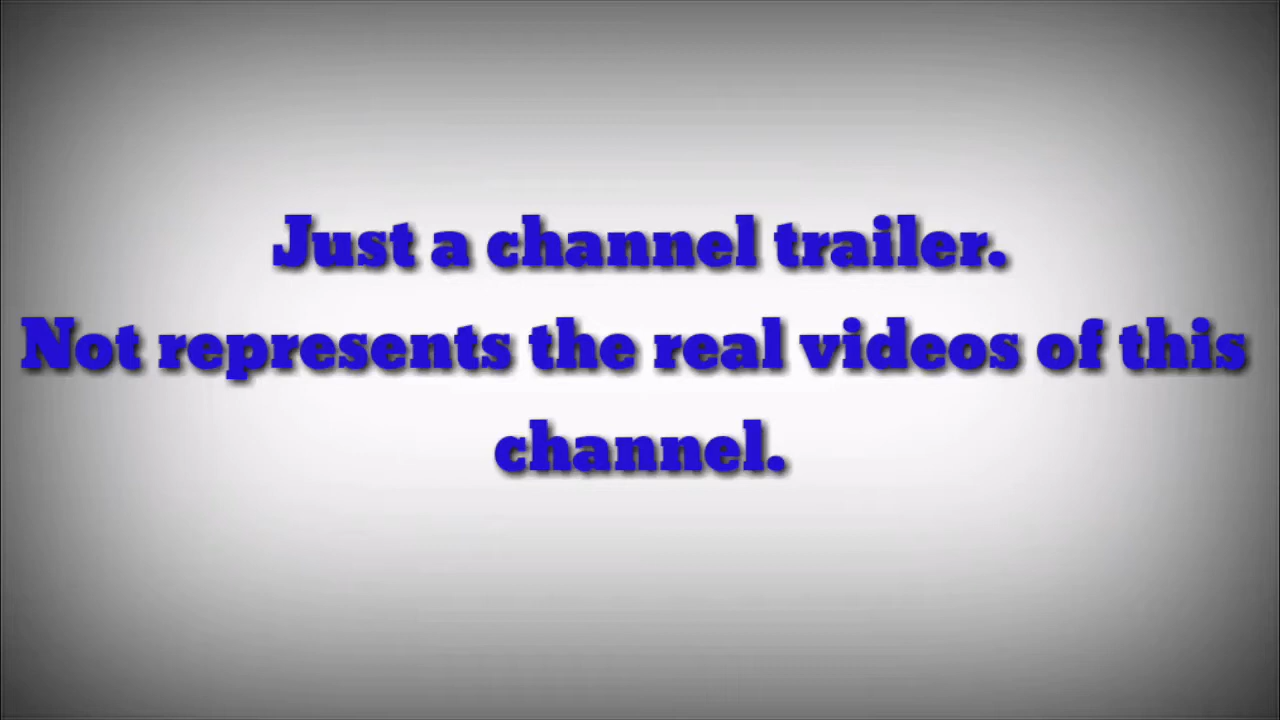 Just a channel trailer.
Not represents the real videos of this
channel.